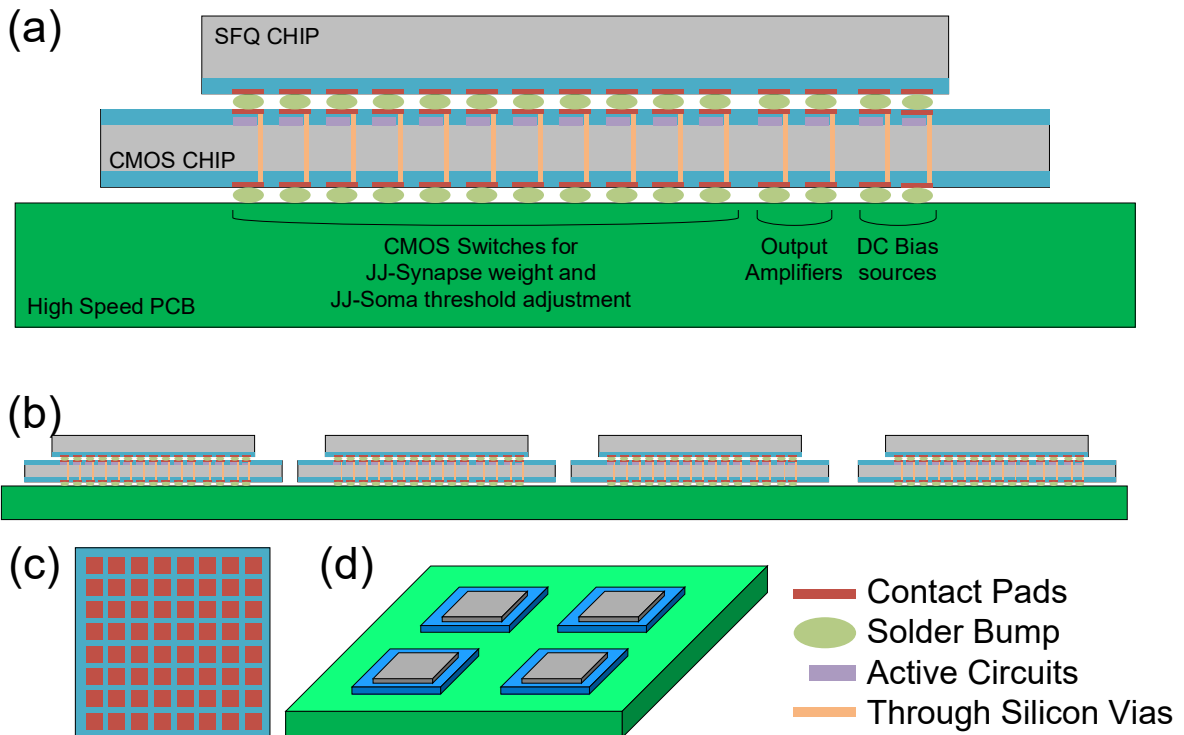 (a)
SFQ CHIP
CMOS CHIP
CMOS Switches for
JJ-Synapse weight and
JJ-Soma threshold adjustment
Output
Amplifiers
DC Bias
sources
High Speed PCB
(b)
(c)
(d)
Contact Pads
Solder Bump
Active Circuits
Through Silicon Vias